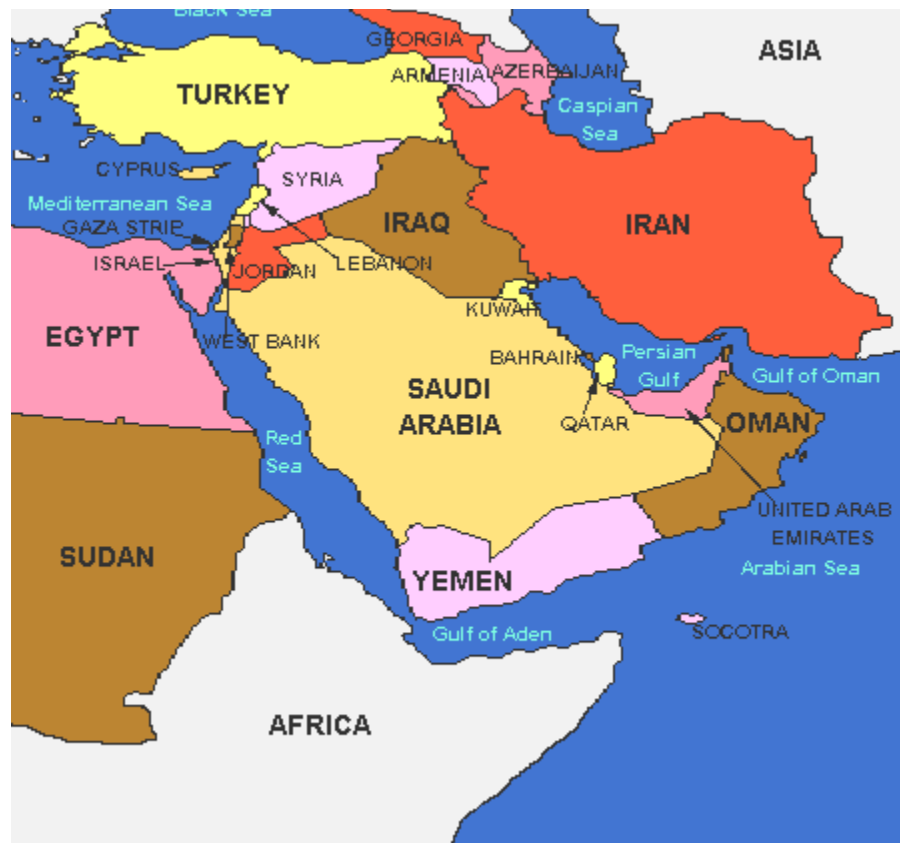 Black Sea
GEORGIA
ASIA
ARMENIA
AZERBAIJAN
TURKEY
Caspian
Sea
CYPRUS
SYRIA
Mediterranean Sea
GAZA STRIP
IRAQ
IRAN
ISRAEL
JORDAN
LEBANON
KUWAIT
EGYPT
WEST BANK
BAHRAIN
Persian
Gulf
Gulf of Oman
SAUDI
ARABIA
QATAR
OMAN
Red
Sea
UNITED ARAB
EMIRATES
SUDAN
YEMEN
Arabian Sea
Gulf of Aden
SOCOTRA
AFRICA